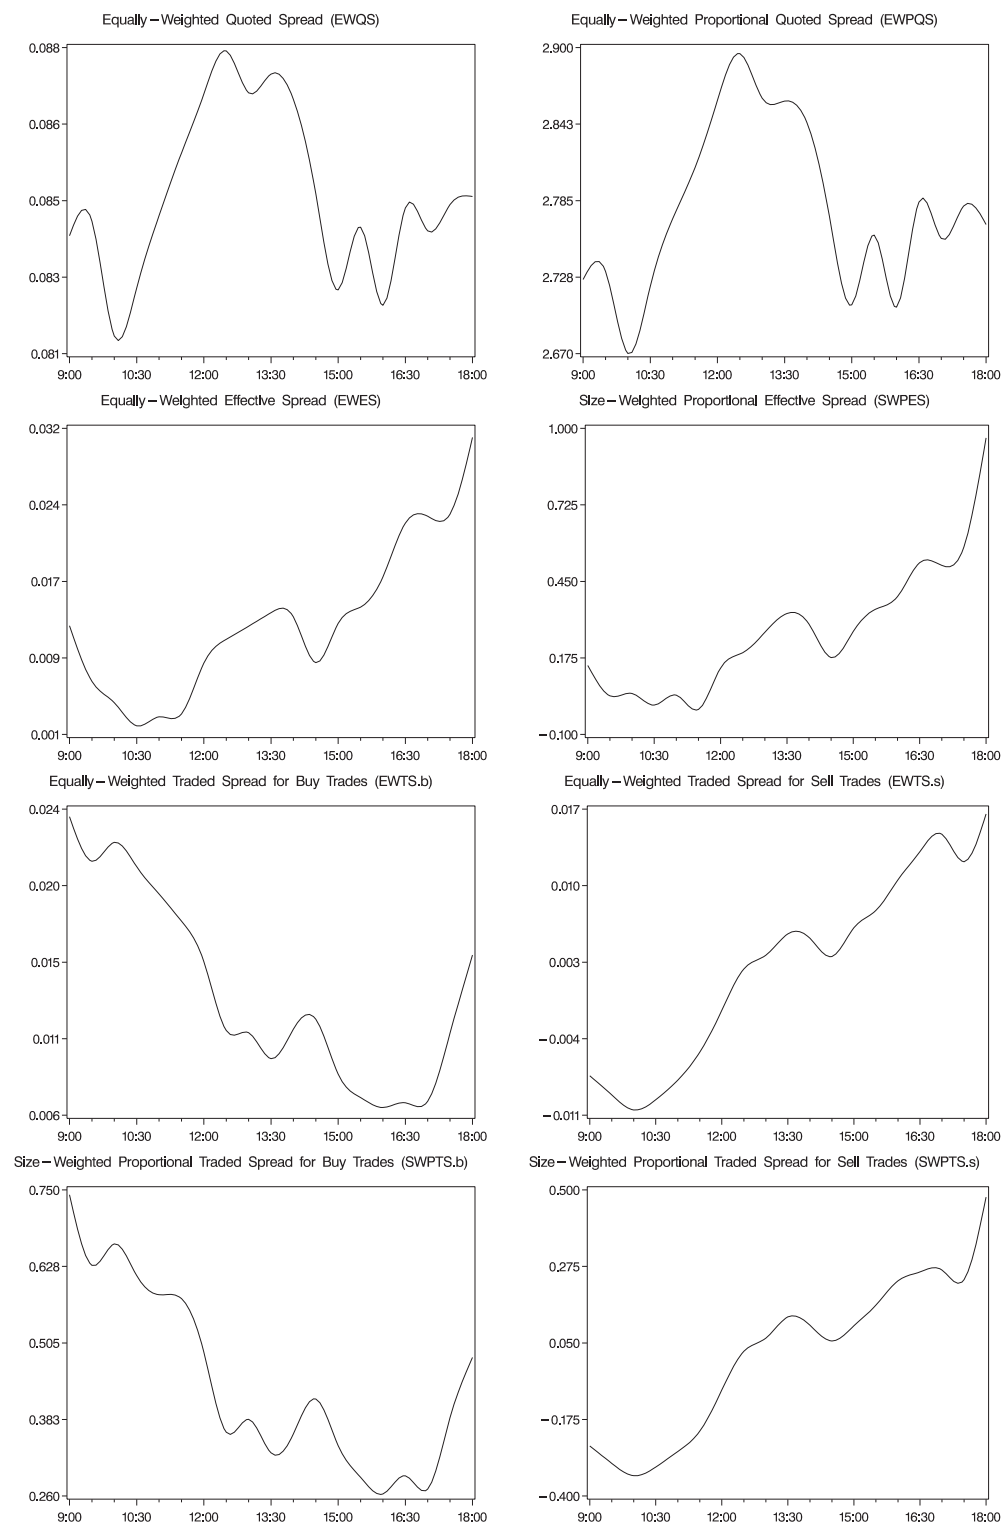 Equally-Weighted Quoted Spread (EWQS)
0.088
0.086
0.085
0.083
0.081
9:00 10:30 12:00 13:30 15:00 16:30 18:00
Equally-Weighted Proportional Quoted Spread (EWPQS)
2.900
2.843
2.785
2.728
2.670
9:00 10:30 12:00 13:30 15:00 16:30 18:00
Equally-Weighted Effective Spread (EWES)
0.032
0.024
0.017
0.009
0.001
9:00 10:30 12:00 13:30 15:00 16:30 18:00
Size-Weighted Proportional Effective Spread (SWPES)
1.000
0.725
0.450
0.175
-0.100
9:00 10:30 12:00 13:30 15:00 16:30 18:00
Equally-Weighted Traded Spread for Buy Trades (EWTS.b)
0.024
0.020
0.015
0.011
0.006
9:00 10:30 12:00 13:30 15:00 16:30 18:00
Equally-Weighted Traded Spread for Sell Trades (EWTS.s)
0.017
0.010
0.003
-0.004
-0.011
9:00 10:30 12:00 13:30 15:00 16:30 18:00
Size-Weighted Proportional Traded Spread for Buy Trades (SWPTS.b)
0.750
0.628
0.505
0.383
0.260
9:00 10:30 12:00 13:30 15:00 16:30 18:00
Size-Weighted Proportional Traded Spread for Sell Trades (SWPTS.s)
0.500
0.275
0.050
-0.175
-0.400
9:00 10:30 12:00 13:30 15:00 16:30 18:00